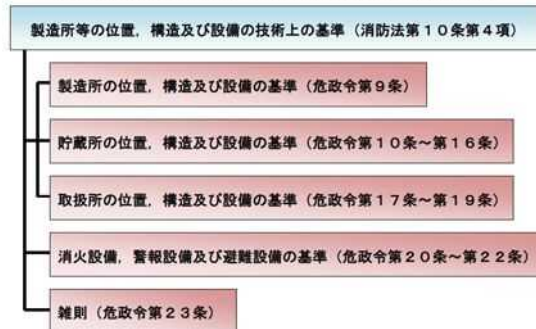 製造所等の位置，構造及び設備の技術上の基準（消防法第１０条第４項）
製造所の位置，構造及び設備の基準（危政令第９条）
貯蔵所の位置，構造及び設備の基準（危政令第１０条～第１６条）
取扱所の位置，構造及び設備の基準（危政令第１７条～第１９条）
消火設備，警報設備及び避難設備の基準（危政令第２０条～第２２条）
雑則（危政令第２３条）